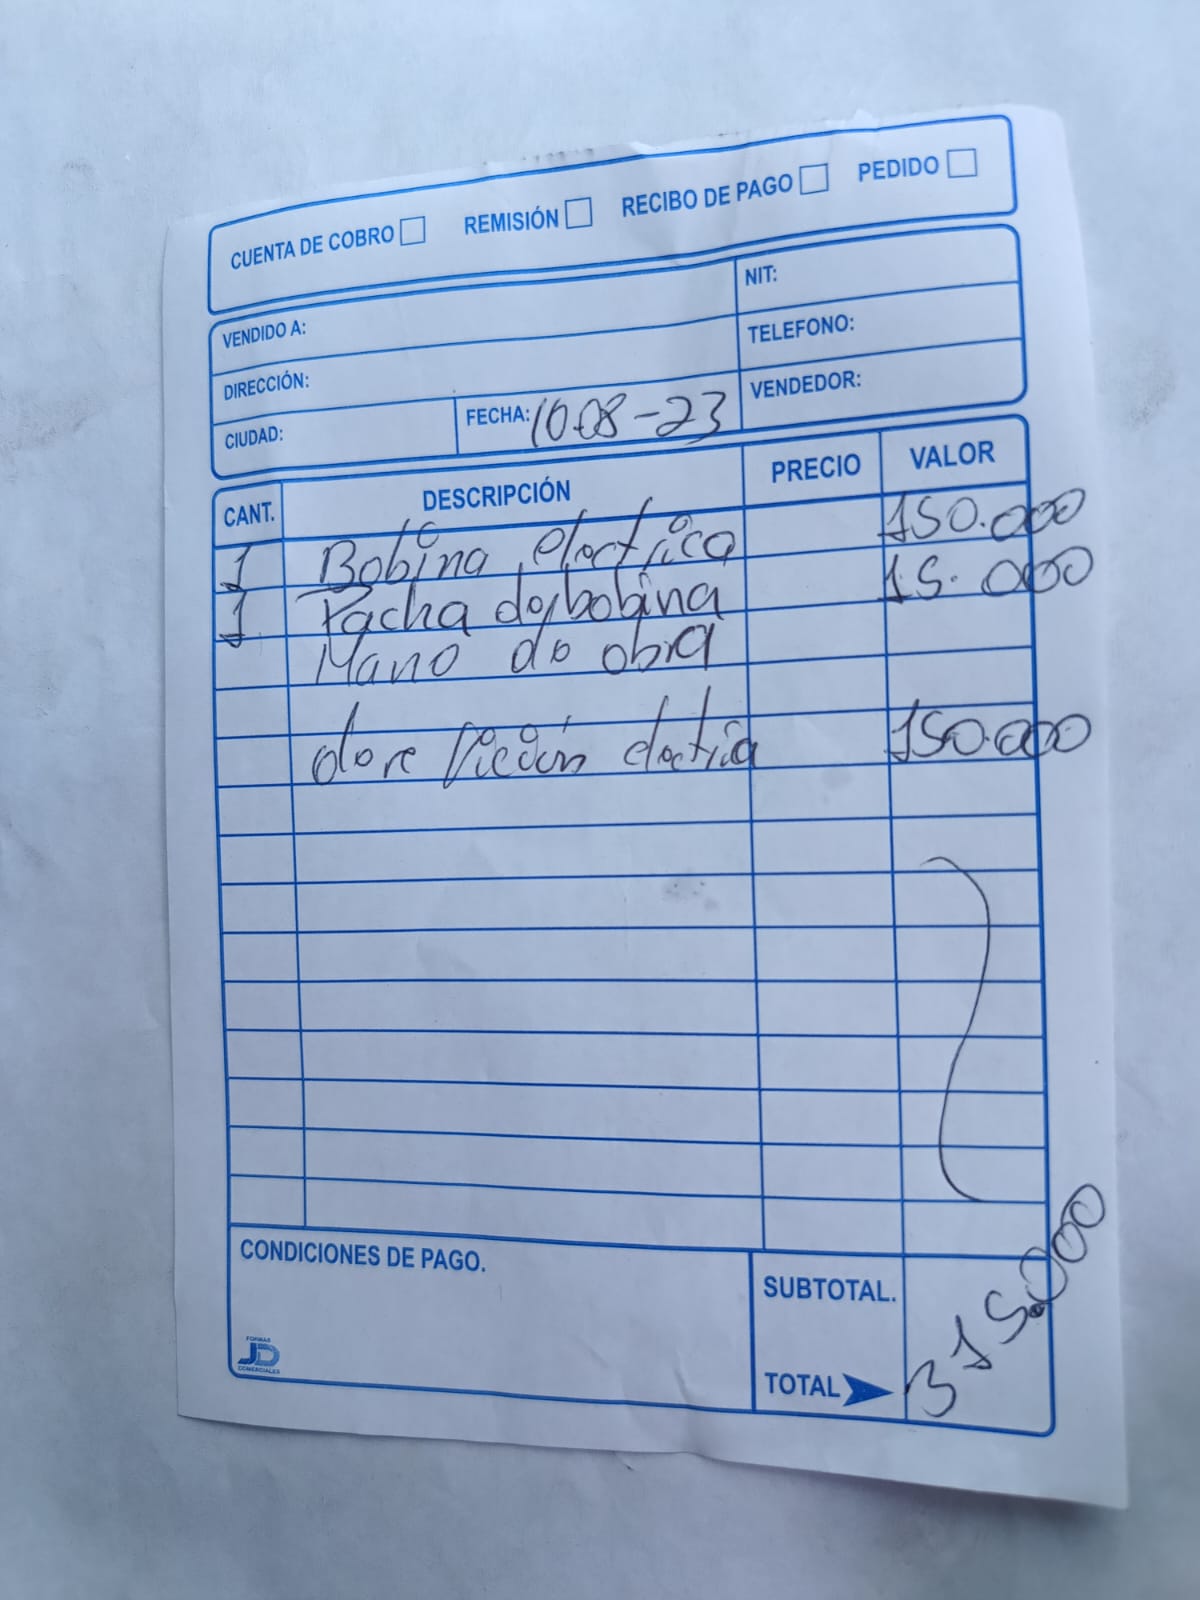 CUENTA DE COBRO REMISIÓN RECIBO DE PAGO PEDIDO
VENDIDO A: NIT:
DIRECCIÓN: TELEFONO:
CIUDAD: FECHA: 10-08-23 VENDEDOR:
CANT. DESCRIPCIÓN PRECIO VALOR
1 Bobina electrica 150.000
1 Pacha de bobina 15.000
Mano de obra
electria 150.000
CONDICIONES DE PAGO.
SUBTOTAL.
TOTAL 315.000
FORMAS
JD
COMERCIALES